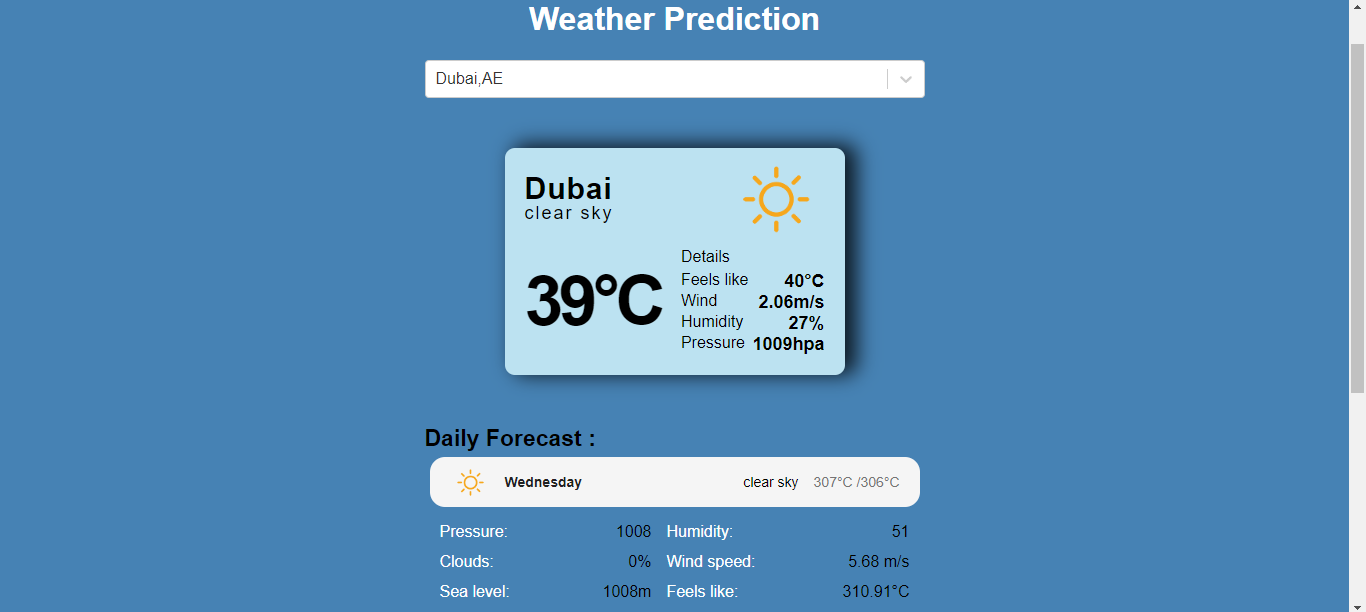 Weather Prediction
Dubai,AE
Dubai
clear sky
39°C
Details
Feels like 40°C
Wind 2.06m/s
Humidity 27%
Pressure 1009hpa
Daily Forecast :
Wednesday clear sky 307°C /306°C
Pressure: 1008 Humidity: 51
Clouds: 0% Wind speed: 5.68 m/s
Sea level: 1008m Feels like: 310.91°C